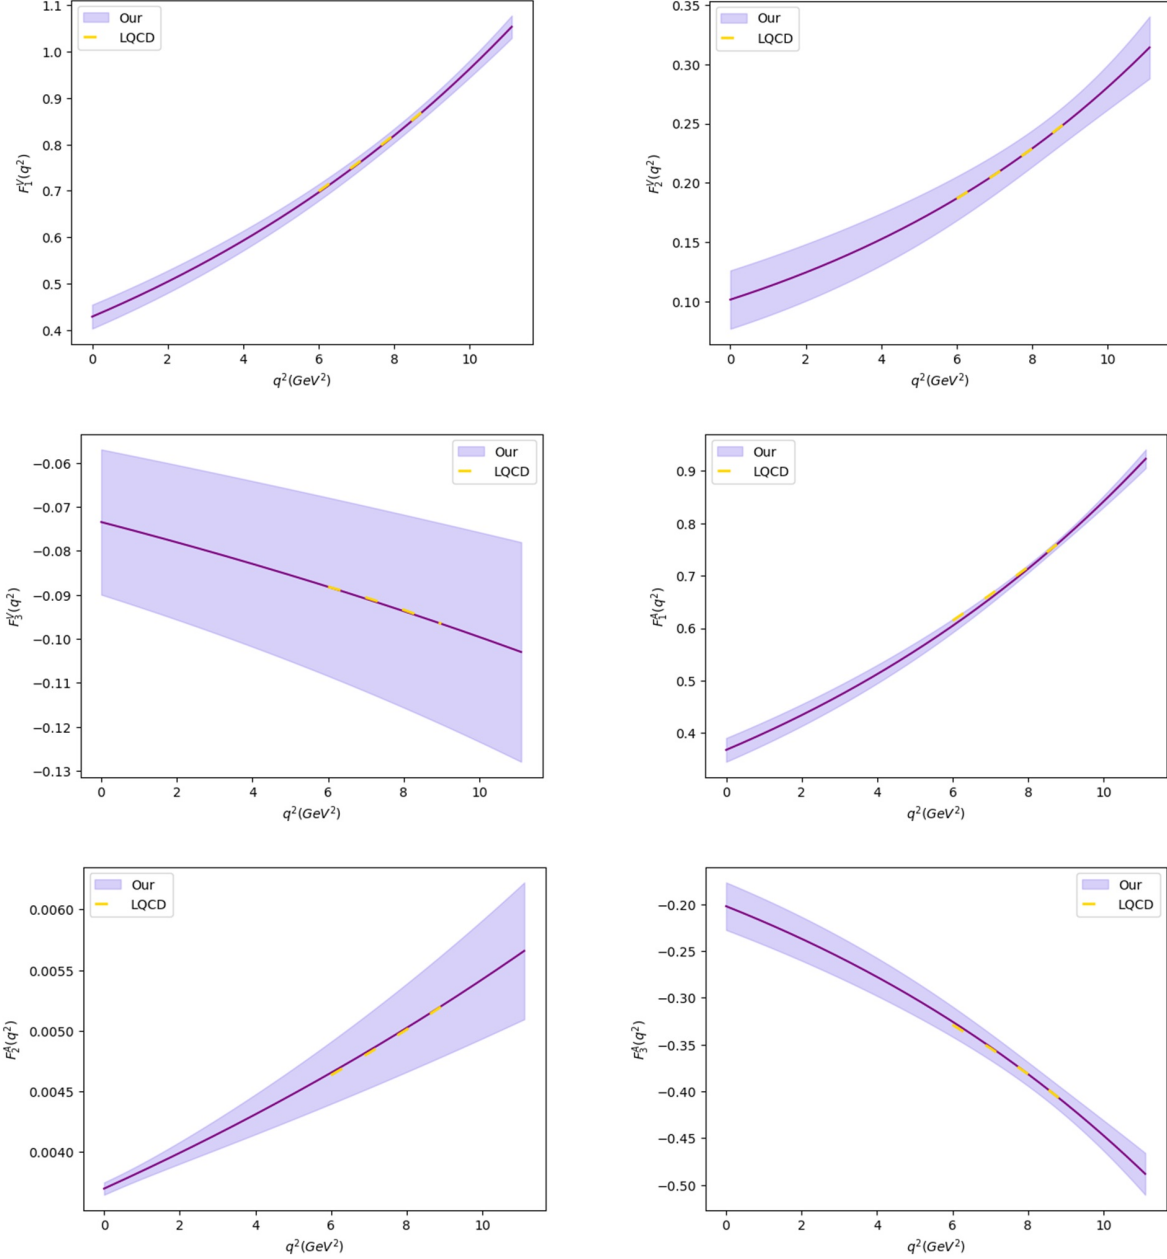 1.1
1.0
0.9
0.8
0.7
0.6
0.5
0.4
F₁ⱽ(q²)
Our
LQCD
0 2 4 6 8 10
q²(GeV²)
0.35
0.30
0.25
0.20
0.15
0.10
F₂ⱽ(q²)
Our
LQCD
0 2 4 6 8 10
q²(GeV²)
−0.06
−0.07
−0.08
−0.09
−0.10
−0.11
−0.12
−0.13
F₃ⱽ(q²)
Our
LQCD
0 2 4 6 8 10
q²(GeV²)
0.9
0.8
0.7
0.6
0.5
0.4
F₁ᴬ(q²)
Our
LQCD
0 2 4 6 8 10
q²(GeV²)
0.0060
0.0055
0.0050
0.0045
0.0040
F₂ᴬ(q²)
Our
LQCD
0 2 4 6 8 10
q²(GeV²)
−0.20
−0.25
−0.30
−0.35
−0.40
−0.45
−0.50
F₃ᴬ(q²)
Our
LQCD
0 2 4 6 8 10
q²(GeV²)